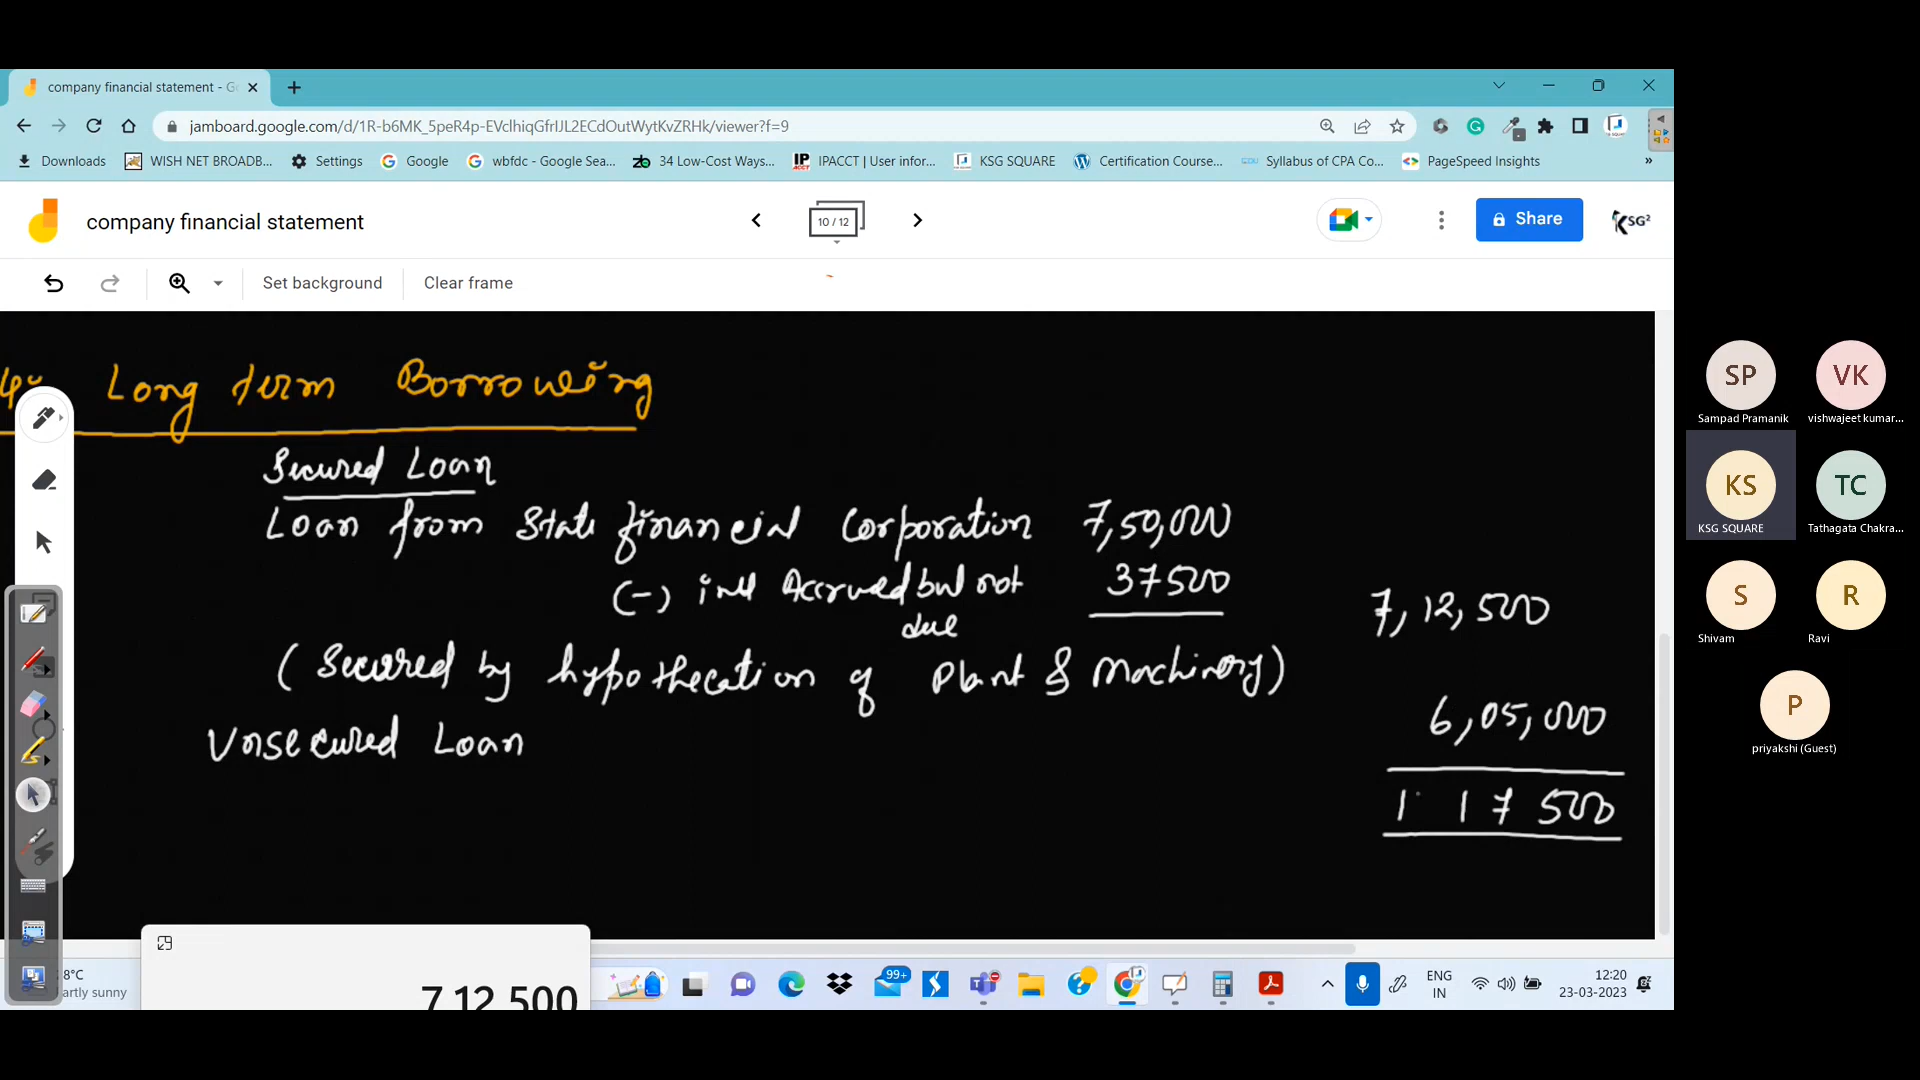 company financial statement - G
jamboard.google.com/d/1R-b6MK_5peR4p-EVclhiqGfrIJL2ECdOutWytKvZRHk/viewer?f=9
Downloads WISH NET BROADB... Settings Google wbfdc - Google Sea... 34 Low-Cost Ways... IPACCT | User infor... KSG SQUARE Certification Course... Syllabus of CPA Co... PageSpeed Insights »
company financial statement
10 / 12
Share
KSG²
Set background
Clear frame
Long term Borrowing
Secured Loan
Loan from State financial Corporation 7,50,000
(-) int Accrued but not 37500
due
7,12,500
(Secured by hypothecation of Plant & Machinery)
6,05,000
Unsecured Loan
1 17 500
7,12,500
8°C
artly sunny
99+
ENG
IN
12:20
23-03-2023
SP
Sampad Pramanik
VK
vishwajeet kumar...
KS
KSG SQUARE
TC
Tathagata Chakra...
S
Shivam
R
Ravi
P
priyakshi (Guest)